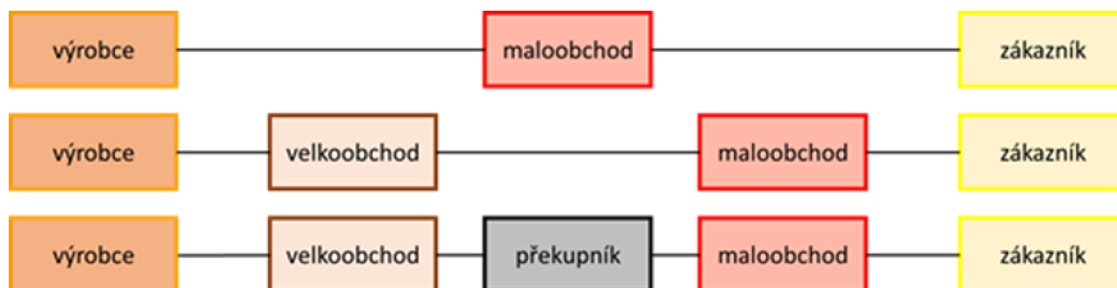 výrobce maloobchod zákazník
výrobce velkoobchod maloobchod zákazník
výrobce velkoobchod překupník maloobchod zákazník